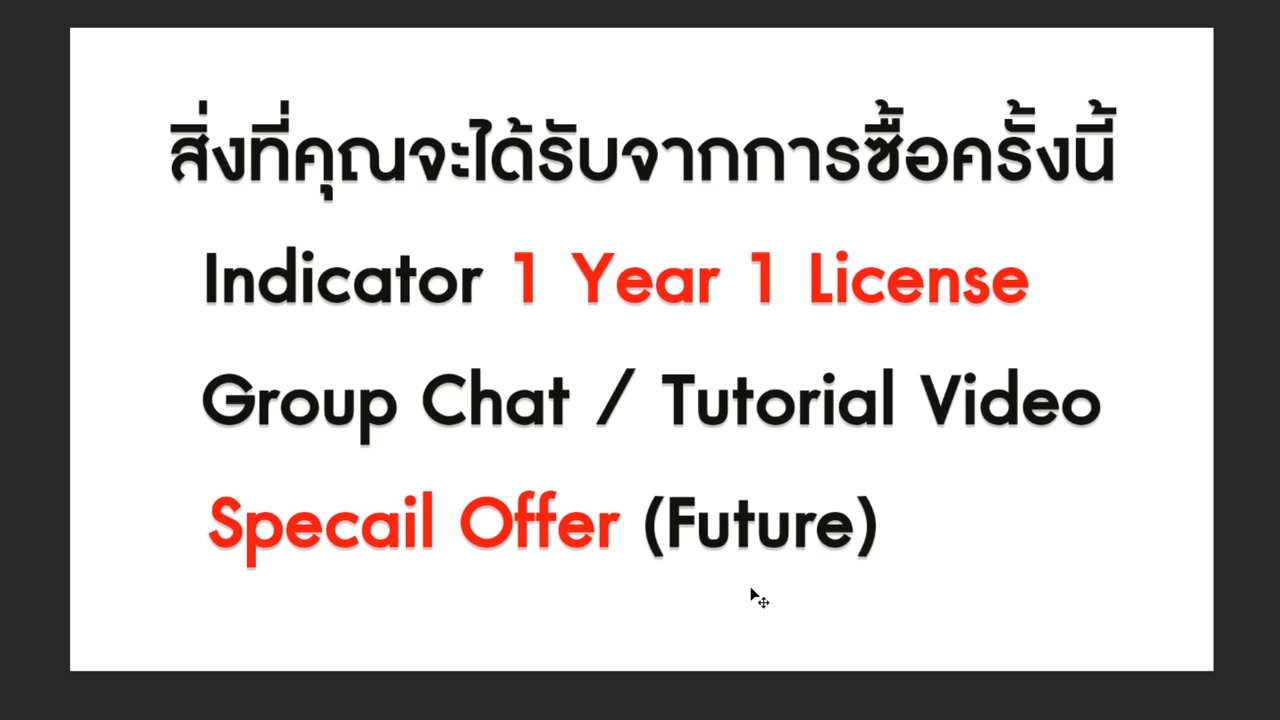 สิ่งที่คุณจะได้รับจากการซื้อครั้งนี้
Indicator 1 Year 1 License
Group Chat / Tutorial Video
Specail Offer (Future)